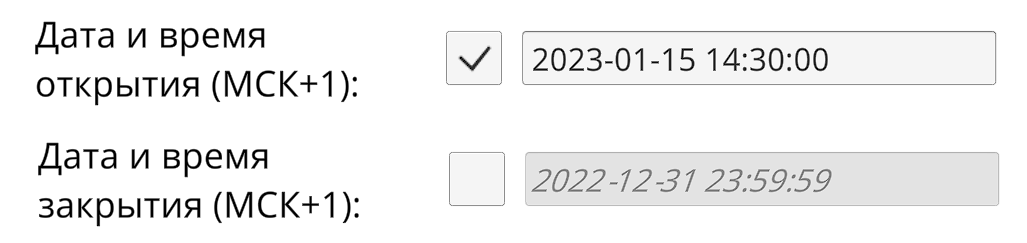 Дата и время
открытия (МСК+1):
2023-01-15 14:30:00
Дата и время
закрытия (МСК+1):
2022-12-31 23:59:59